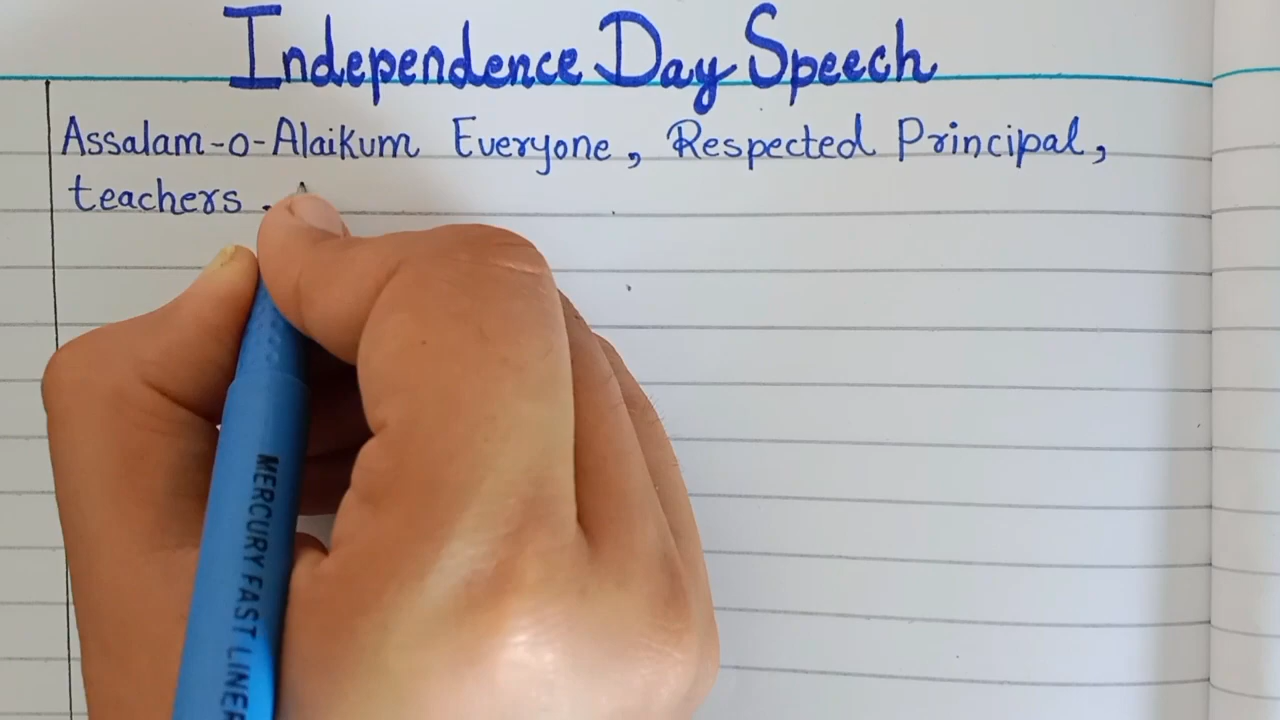 Independence Day Speech
Assalam-o-Alaikum Everyone, Respected Principal,
teachers
MERCURY FAST LINER